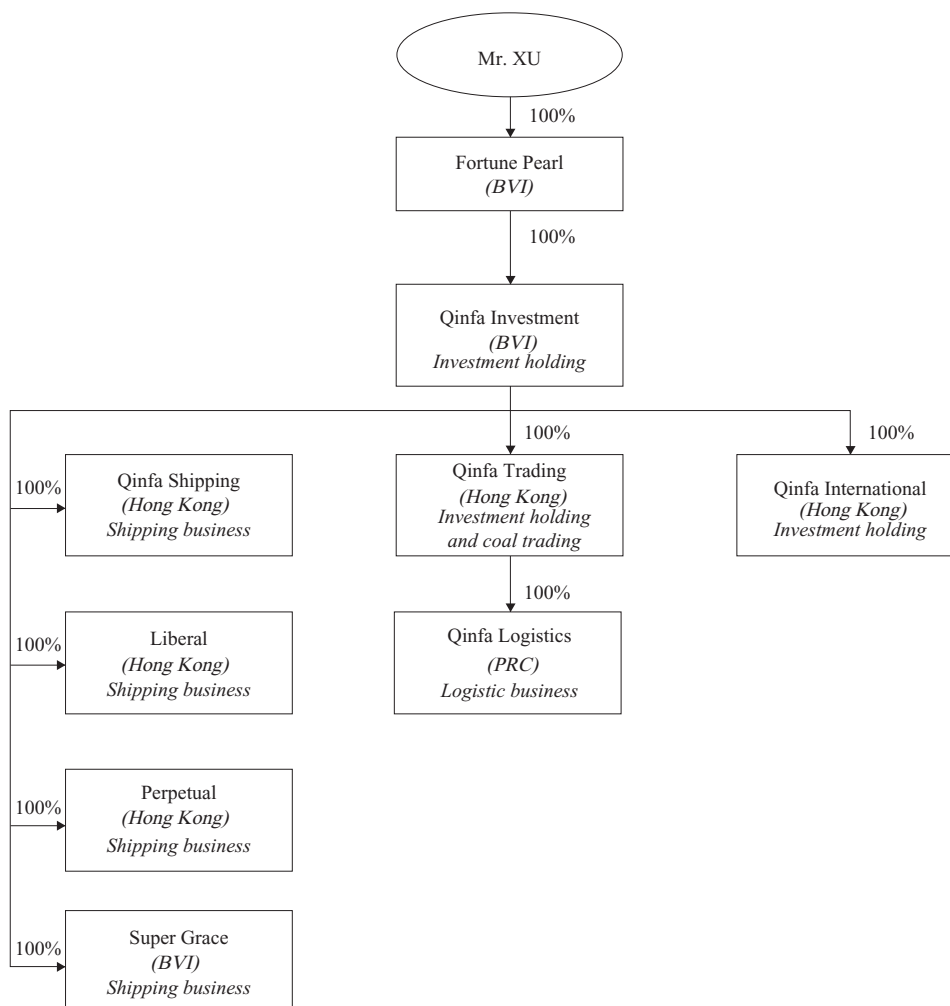 Mr. XU
100%
Fortune Pearl
(BVI)
100%
Qinfa Investment
(BVI)
Investment holding
100%
Qinfa Shipping
(Hong Kong)
Shipping business
100%
Qinfa Trading
(Hong Kong)
Investment holding
and coal trading
100%
Qinfa International
(Hong Kong)
Investment holding
100%
Liberal
(Hong Kong)
Shipping business
100%
Qinfa Logistics
(PRC)
Logistic business
100%
Perpetual
(Hong Kong)
Shipping business
100%
Super Grace
(BVI)
Shipping business